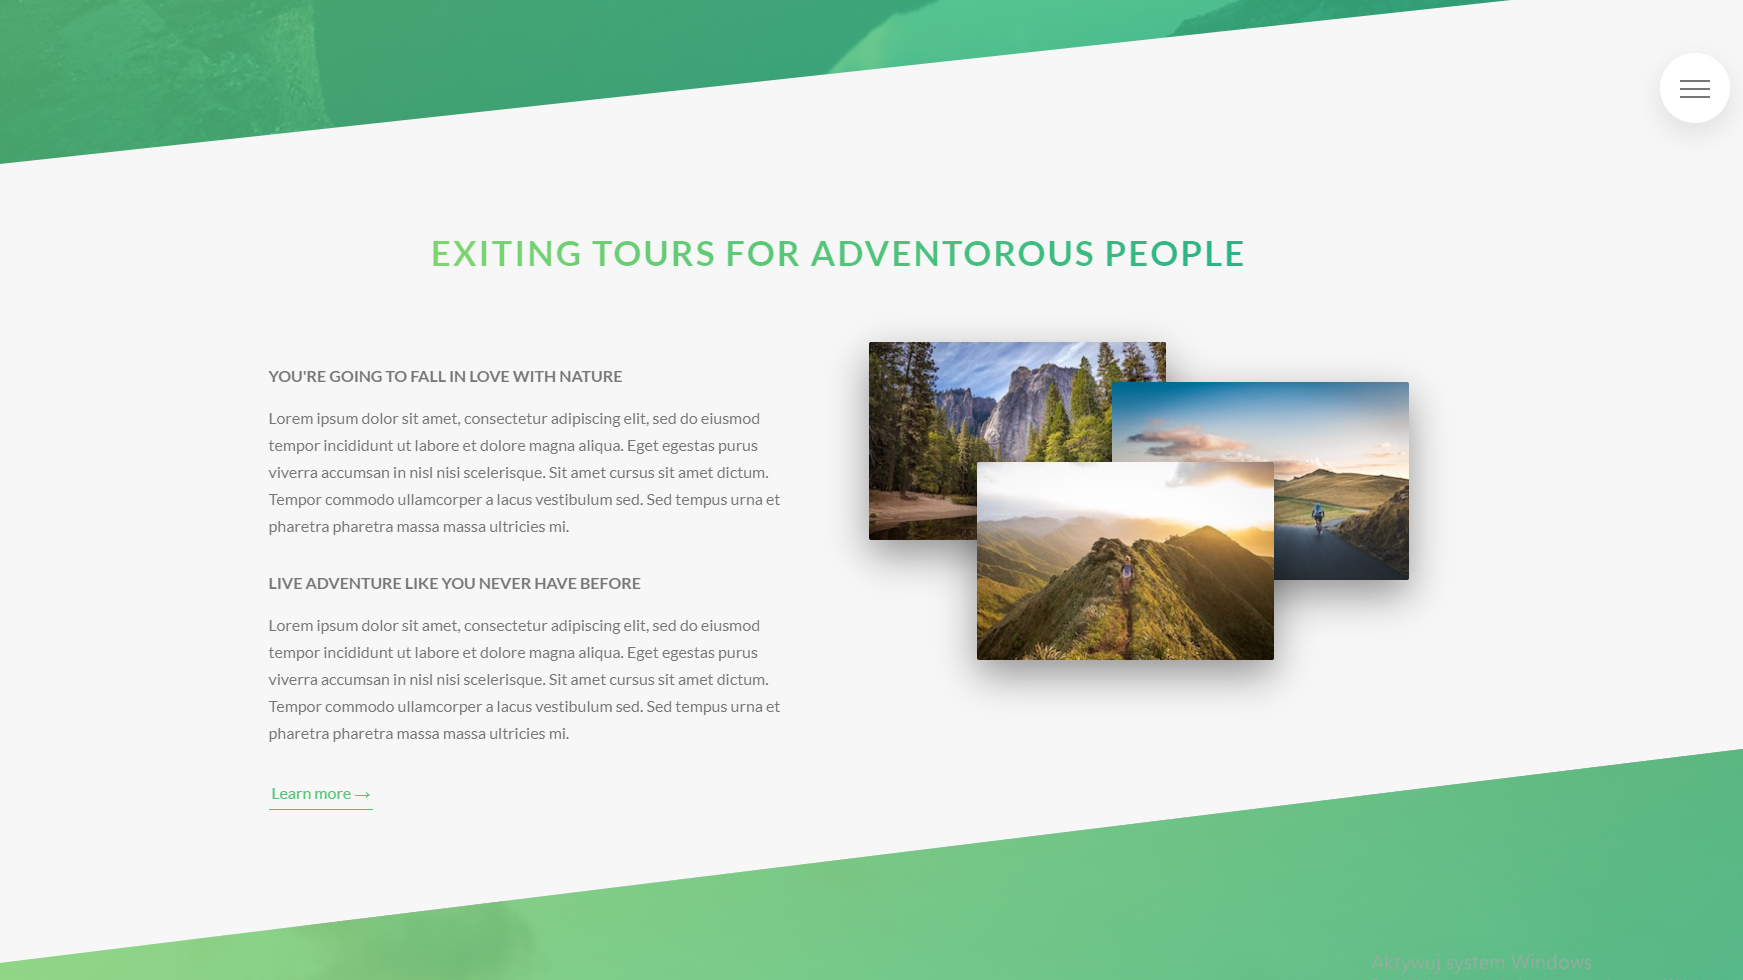 EXITING TOURS FOR ADVENTOROUS PEOPLE
YOU'RE GOING TO FALL IN LOVE WITH NATURE
Lorem ipsum dolor sit amet, consectetur adipiscing elit, sed do eiusmod
tempor incididunt ut labore et dolore magna aliqua. Eget egestas purus
viverra accumsan in nisl nisi scelerisque. Sit amet cursus sit amet dictum.
Tempor commodo ullamcorper a lacus vestibulum sed. Sed tempus urna et
pharetra pharetra massa massa ultricies mi.
LIVE ADVENTURE LIKE YOU NEVER HAVE BEFORE
Lorem ipsum dolor sit amet, consectetur adipiscing elit, sed do eiusmod
tempor incididunt ut labore et dolore magna aliqua. Eget egestas purus
viverra accumsan in nisl nisi scelerisque. Sit amet cursus sit amet dictum.
Tempor commodo ullamcorper a lacus vestibulum sed. Sed tempus urna et
pharetra pharetra massa massa ultricies mi.
Learn more →
Aktywuj system Windows